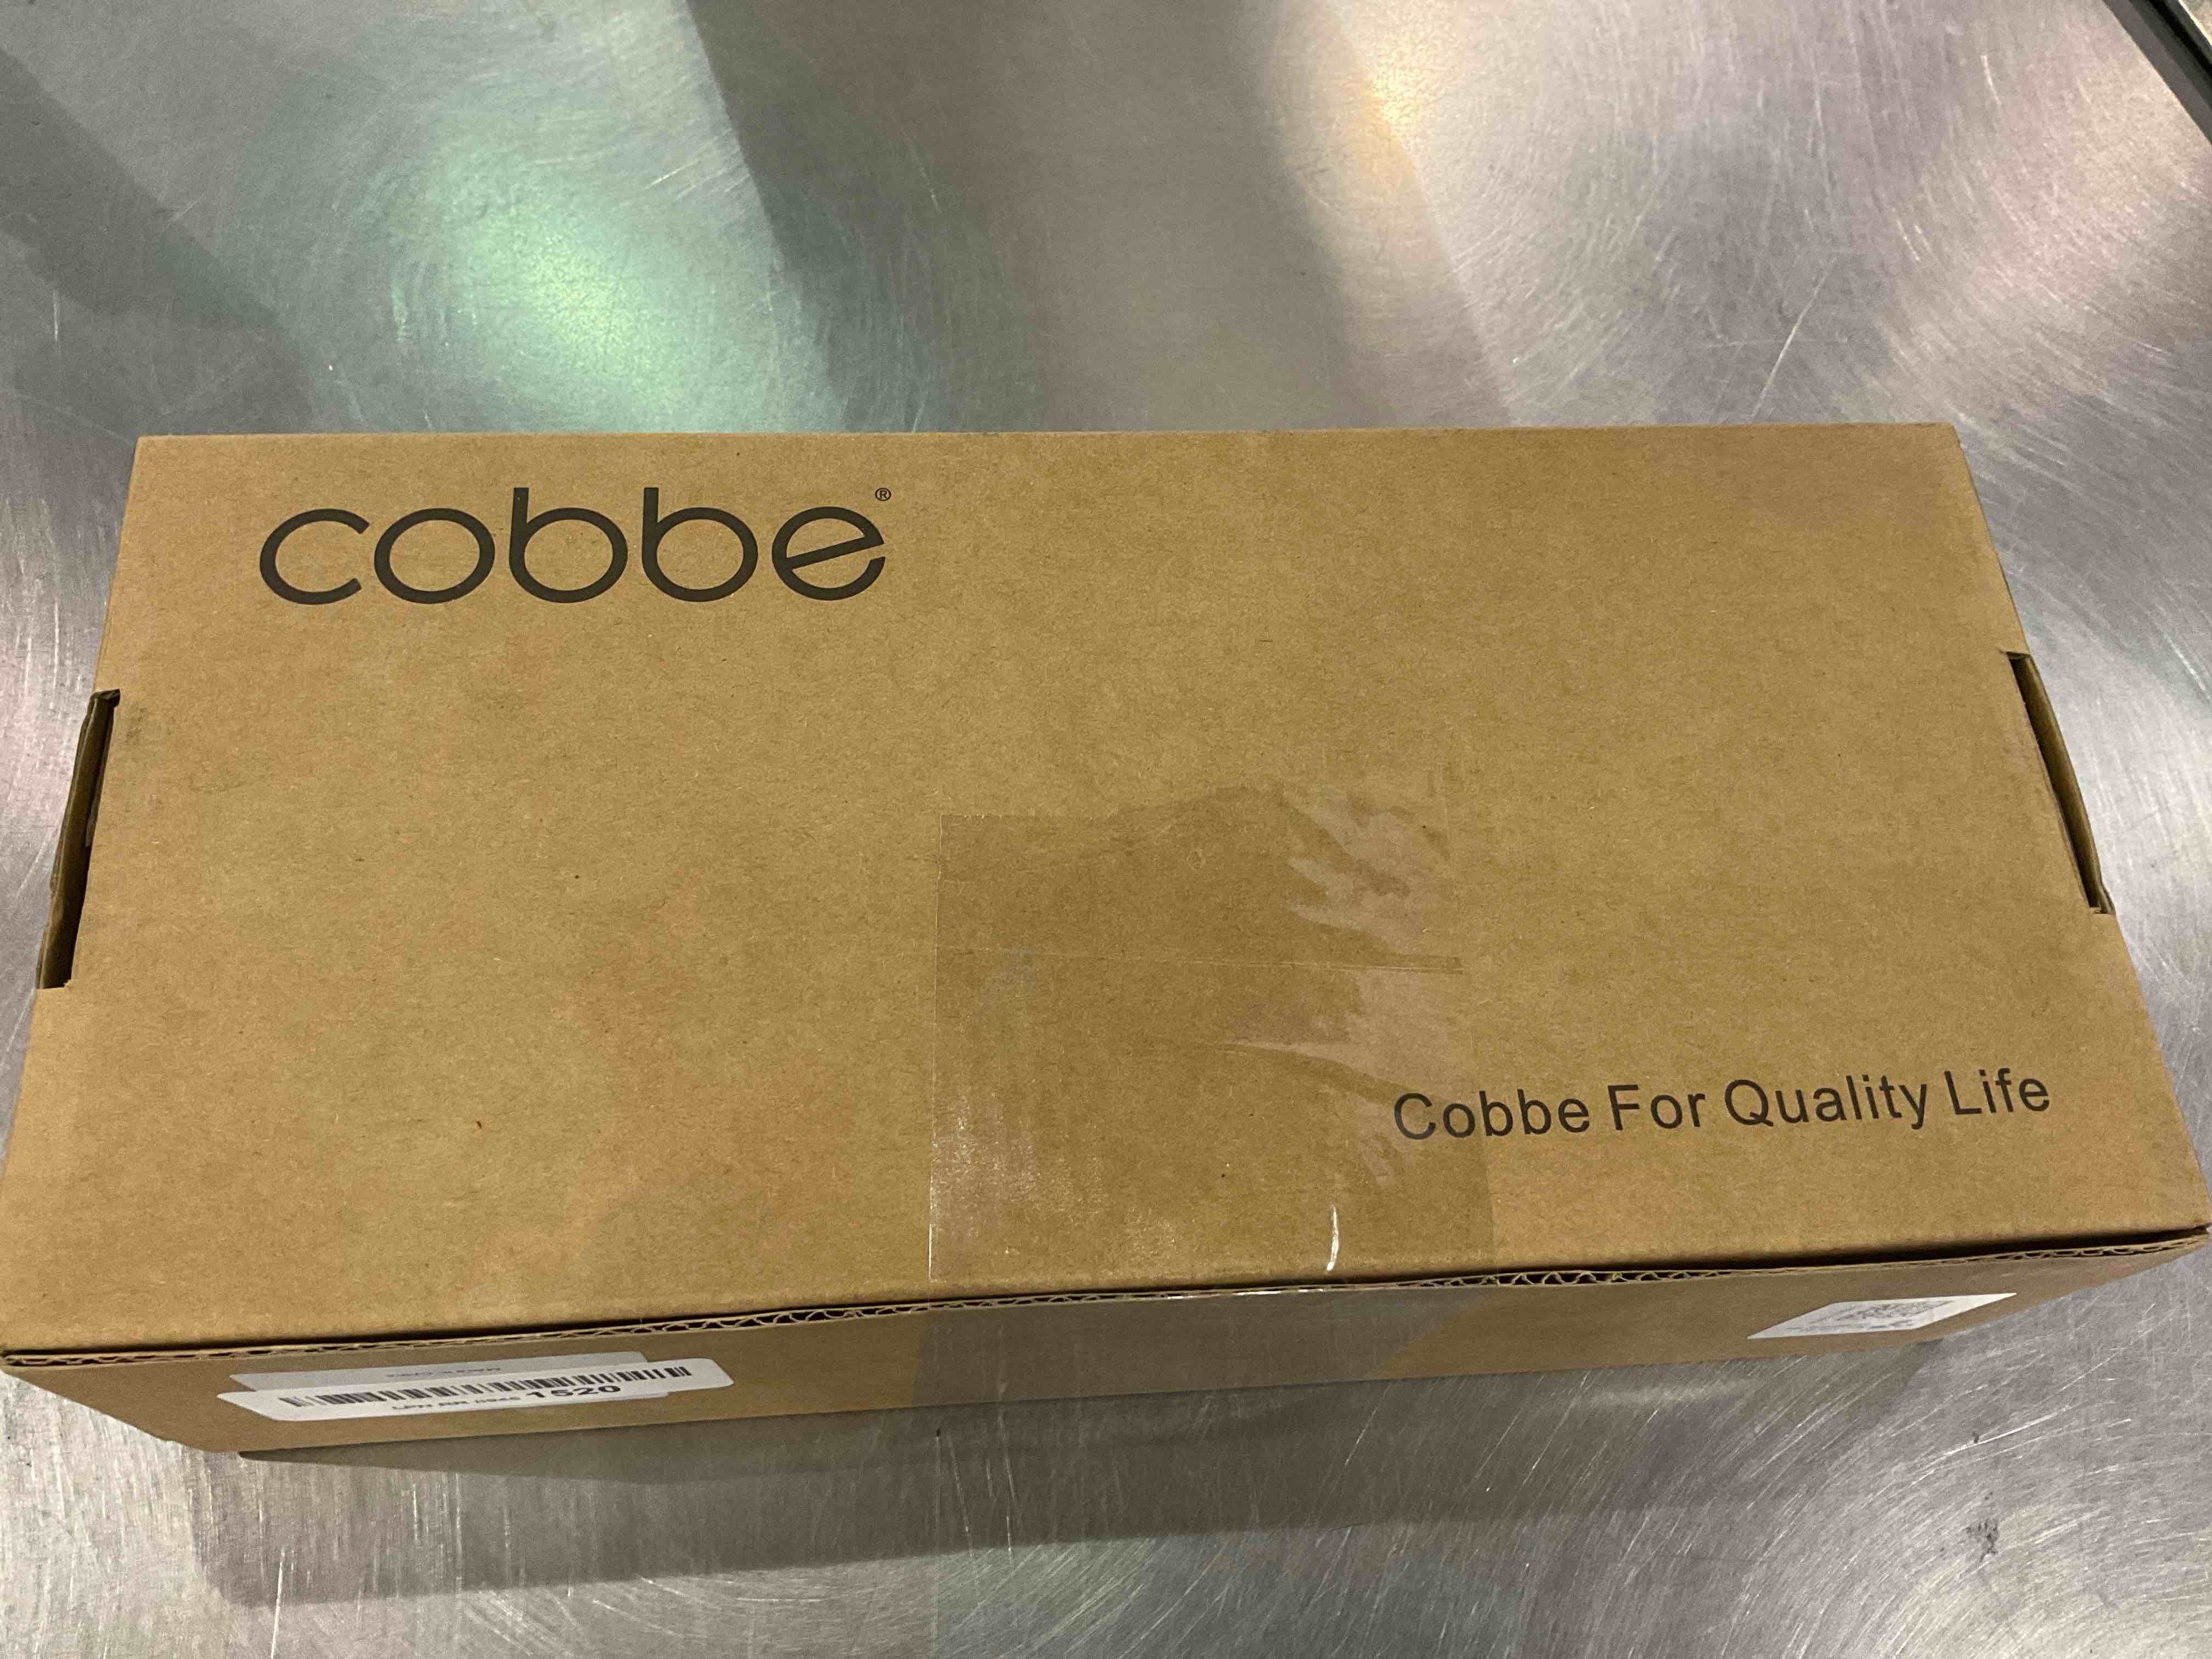 cobbe®
Cobbe For Quality Life
1520